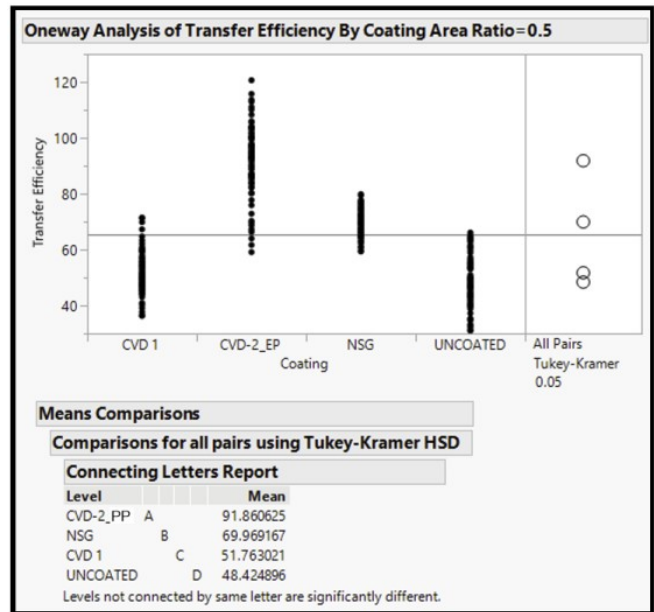 Oneway Analysis of Transfer Efficiency By Coating Area Ratio=0.5
120
100
80
60
40
Transfer Efficiency
CVD 1 CVD-2_EP NSG UNCOATED
Coating
All Pairs
Tukey-Kramer
0.05
Means Comparisons
Comparisons for all pairs using Tukey-Kramer HSD
Connecting Letters Report
Level Mean
CVD-2_PP A 91.860625
NSG B 69.969167
CVD 1 C 51.763021
UNCOATED D 48.424896
Levels not connected by same letter are significantly different.